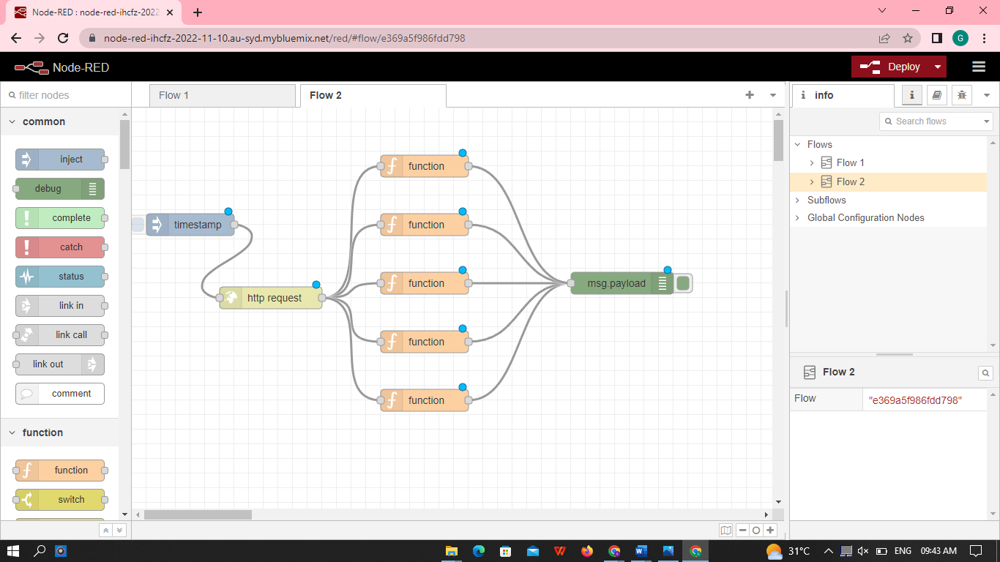 Node-RED : node-red-ihcfz-2022
node-red-ihcfz-2022-11-10.au-syd.mybluemix.net/red/#flow/e369a5f986fdd798
G
Node-RED
Deploy
filter nodes
Flow 1
Flow 2
i info
i
Search flows
common
inject
debug
complete
catch
status
link in
link call
link out
comment
function
function
switch
timestamp
http request
function
function
function
function
function
msg.payload
Flows
Flow 1
Flow 2
Subflows
Global Configuration Nodes
Flow 2
Flow "e369a5f986fdd798"
31°C ENG 09:43 AM